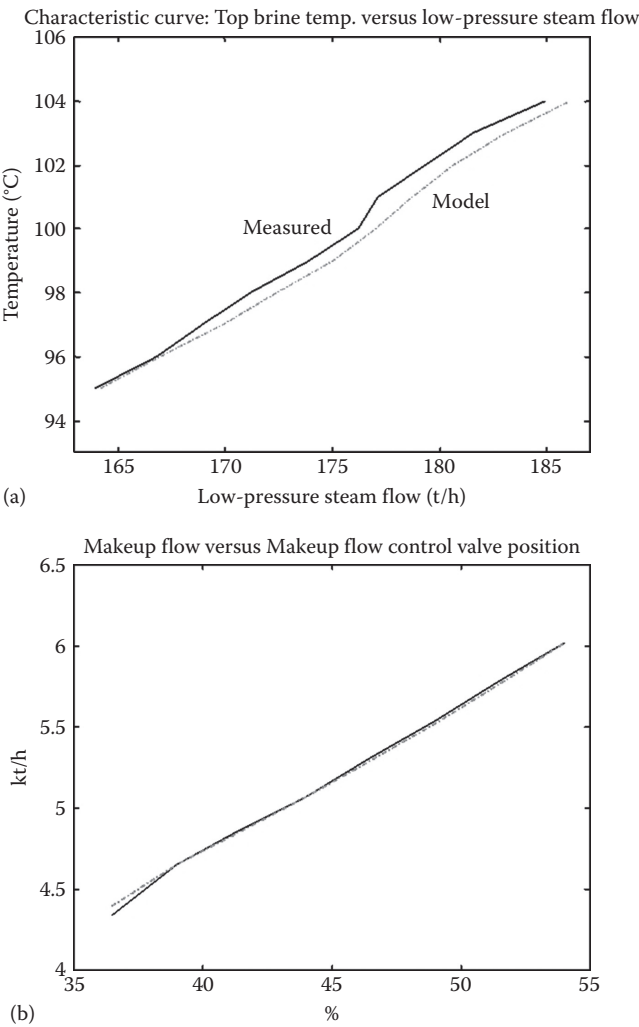 Characteristic curve: Top brine temp. versus low-pressure steam flow
106
104
102
100
98
96
94
Temperature (°C)
Measured
Model
165 170 175 180 185
(a)
Low-pressure steam flow (t/h)
Makeup flow versus Makeup flow control valve position
6.5
6
5.5
5
4.5
4
kt/h
35 40 45 50 55
(b)
%